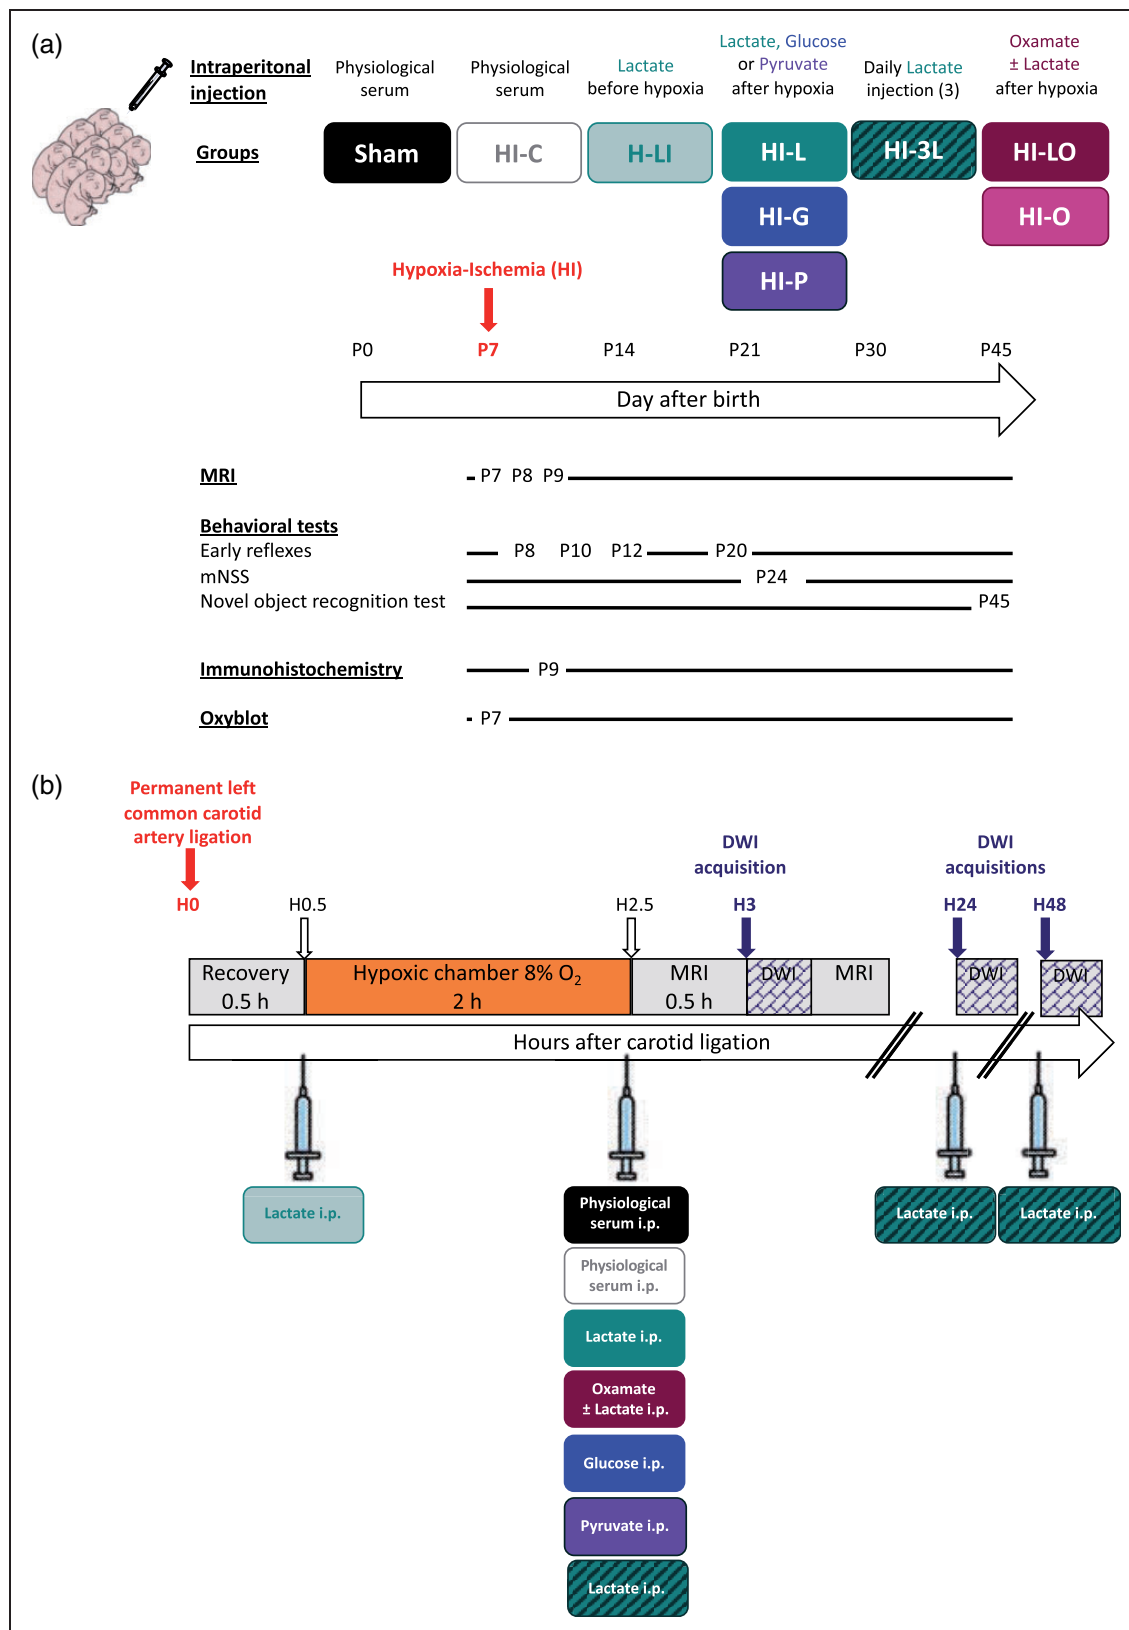 (a)
Intraperitonal
injection
Physiological
serum
Physiological
serum
Lactate
before hypoxia
Lactate, Glucose
or Pyruvate
after hypoxia
Daily Lactate
injection (3)
Oxamate
± Lactate
after hypoxia
Groups
Sham
HI-C
H-LI
HI-L
HI-3L
HI-LO
HI-G
HI-O
HI-P
Hypoxia-Ischemia (HI)
P0 P7 P14 P21 P30 P45
Day after birth
MRI P7 P8 P9
Behavioral tests
Early reflexes P8 P10 P12 P20
mNSS P24
Novel object recognition test P45
Immunohistochemistry P9
Oxyblot P7
(b)
Permanent left
common carotid
artery ligation
DWI
acquisition
DWI
acquisitions
H0 H0.5 H2.5 H3 H24 H48
Recovery
0.5 h
Hypoxic chamber 8% O2
2 h
MRI
0.5 h
DWI
MRI
DWI
DWI
Hours after carotid ligation
Lactate i.p.
Physiological
serum i.p.
Lactate i.p.
Lactate i.p.
Physiological
serum i.p.
Lactate i.p.
Oxamate
± Lactate i.p.
Glucose i.p.
Pyruvate i.p.
Lactate i.p.